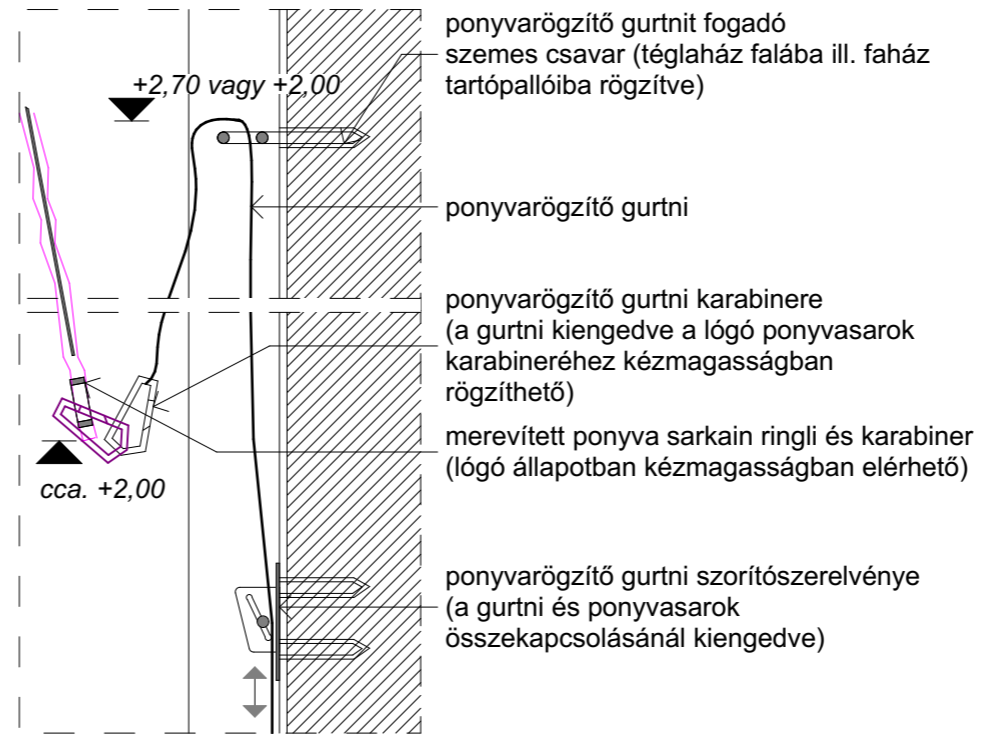 ponyvarögzítő gurtnit fogadó
szemes csavar (téglaház falába ill. faház
tartópallóiba rögzítve)
+2,70 vagy +2,00
ponyvarögzítő gurtni
ponyvarögzítő gurtni karabinere
(a gurtni kiengedve a lógó ponyvasarok
karabineréhez kézmagasságban
rögzíthető)
merevített ponyva sarkain ringli és karabiner
(lógó állapotban kézmagasságban elérhető)
cca. +2,00
ponyvarögzítő gurtni szorítószerelvénye
(a gurtni és ponyvasarok
összekapcsolásánál kiengedve)